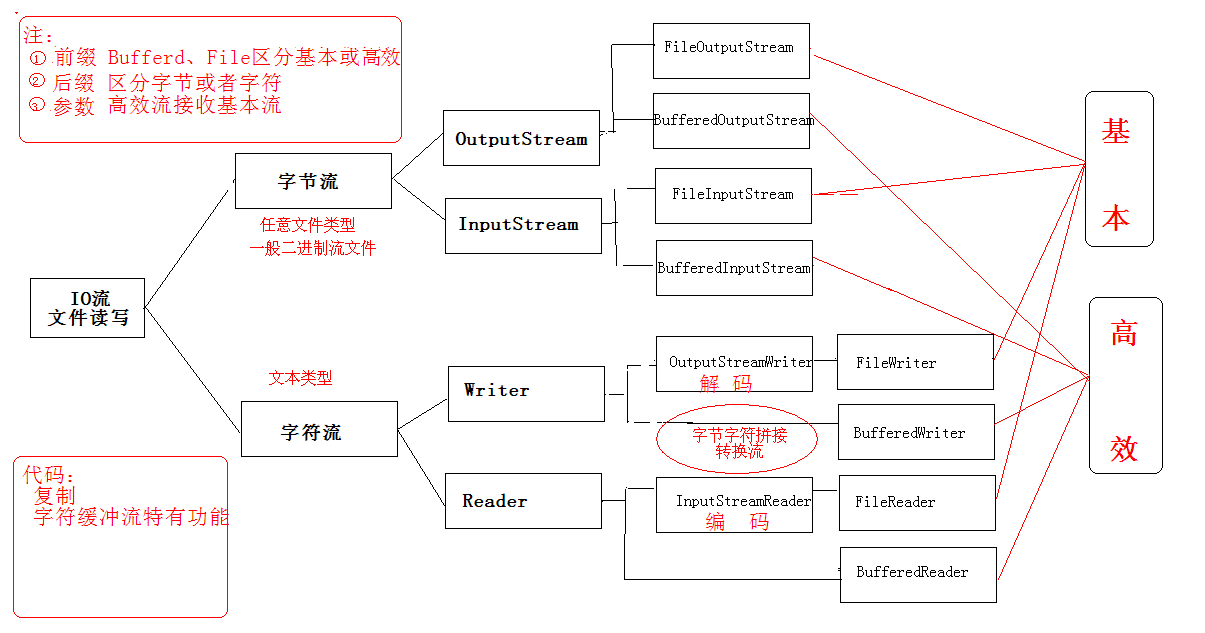 注:
① 前缀 Bufferd、File区分基本或高效
② 后缀 区分字节或者字符
③ 参数 高效流接收基本流
IO流
文件读写
字节流
任意文件类型
一般二进制流文件
文本类型
字符流
OutputStream
InputStream
Writer
Reader
FileOutputStream
BufferedOutputStream
FileInputStream
BufferedInputStream
OutputStreamWriter
解 码
FileWriter
字节字符拼接
转换流
BufferedWriter
InputStreamReader
编 码
FileReader
BufferedReader
基
本
高
效
代码:
复制
字符缓冲流特有功能